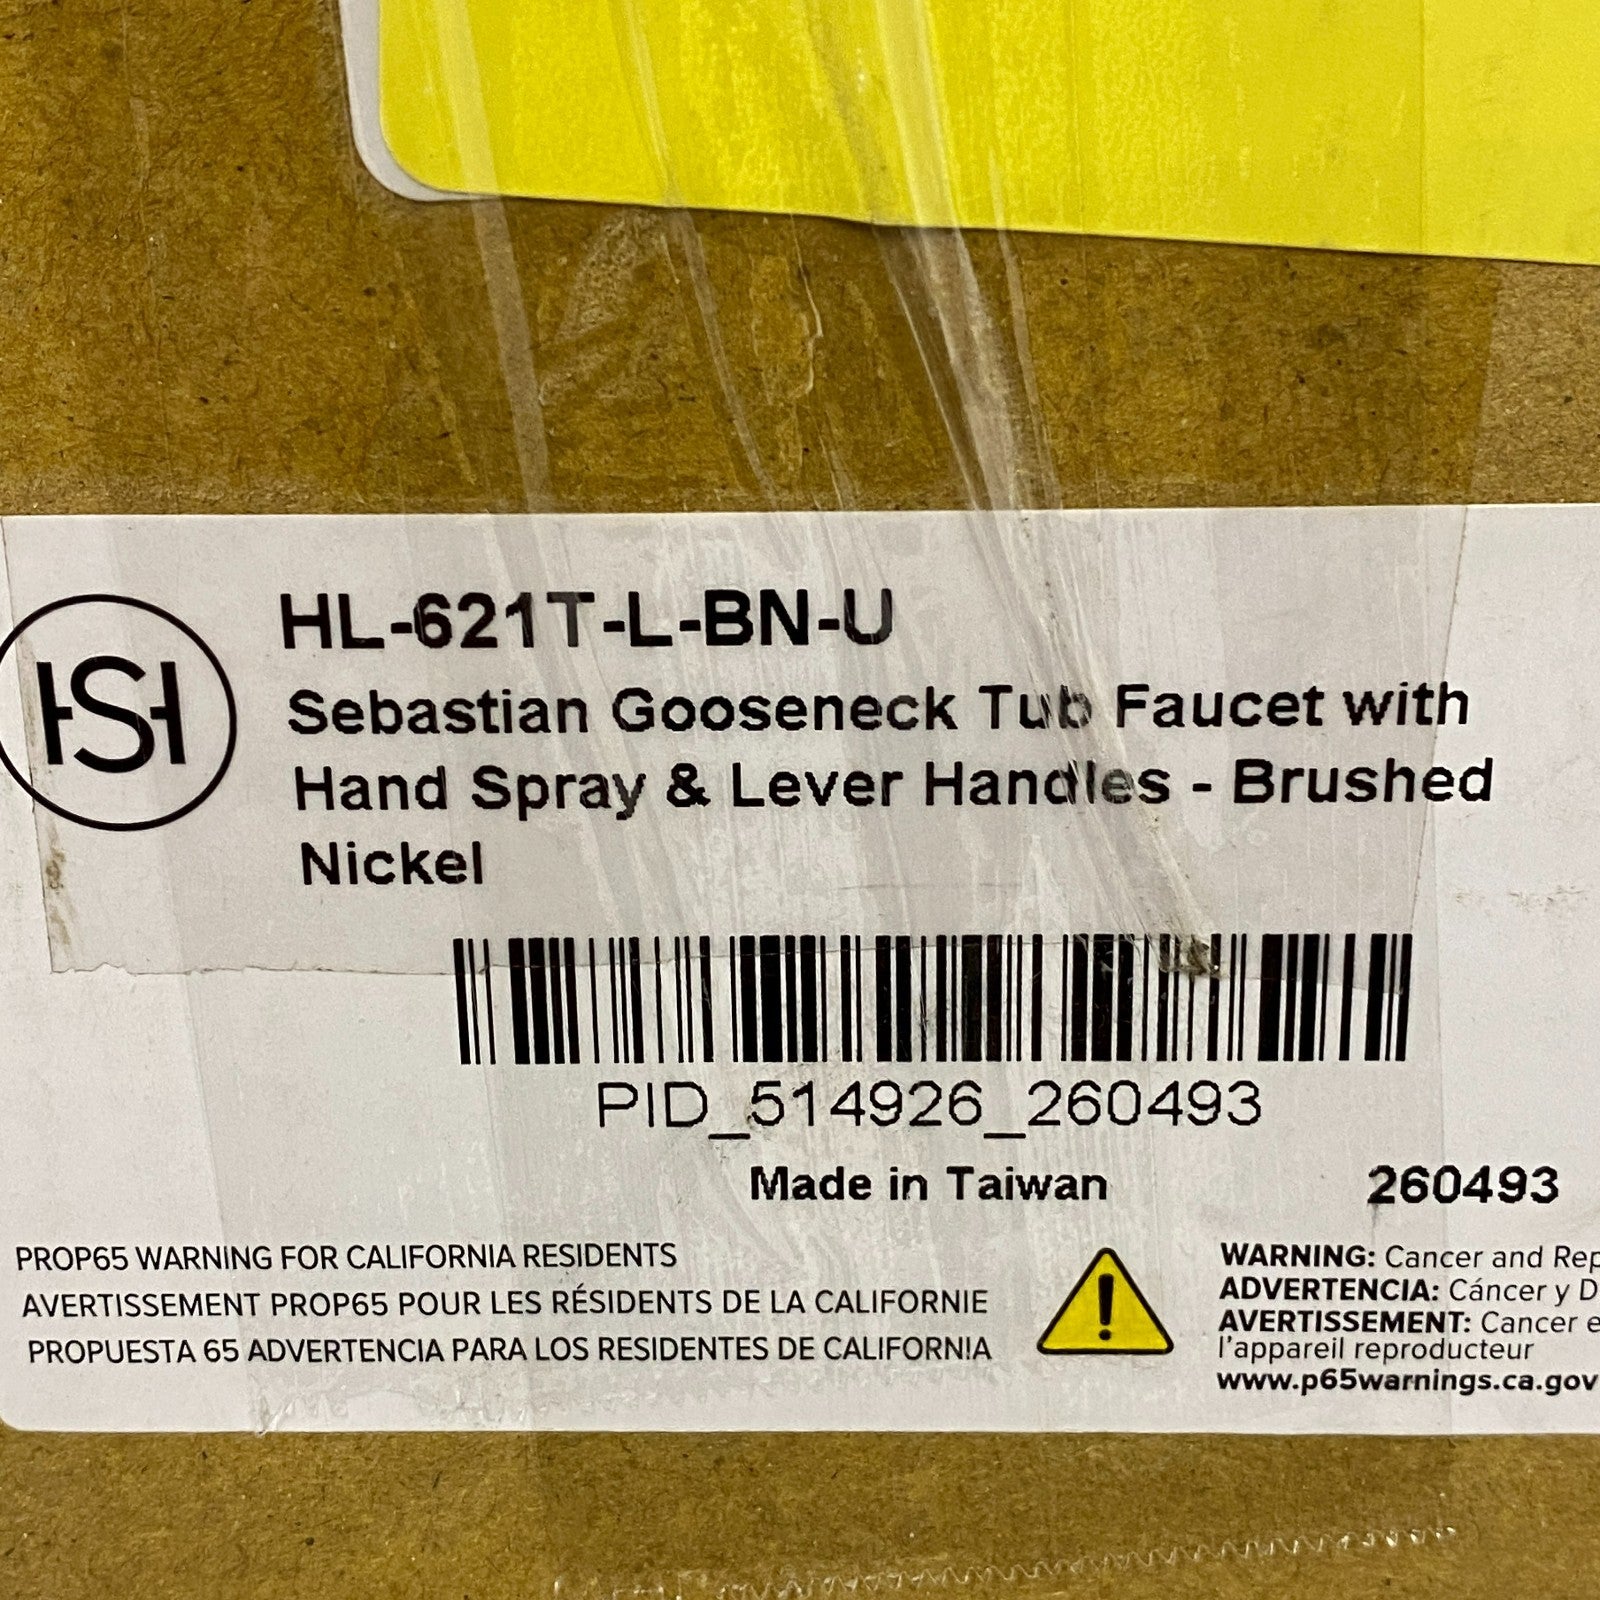 HSH
HL-621T-L-BN-U
Sebastian Gooseneck Tub Faucet with
Hand Spray & Lever Handles - Brushed
Nickel
PID_514926_260493
Made in Taiwan
260493
PROP65 WARNING FOR CALIFORNIA RESIDENTS
AVERTISSEMENT PROP65 POUR LES RÉSIDENTS DE LA CALIFORNIE
PROPUESTA 65 ADVERTENCIA PARA LOS RESIDENTES DE CALIFORNIA
WARNING: Cancer and Rep
ADVERTENCIA: Cáncer y D
AVERTISSEMENT: Cancer e
l'appareil reproducteur
www.p65warnings.ca.gov